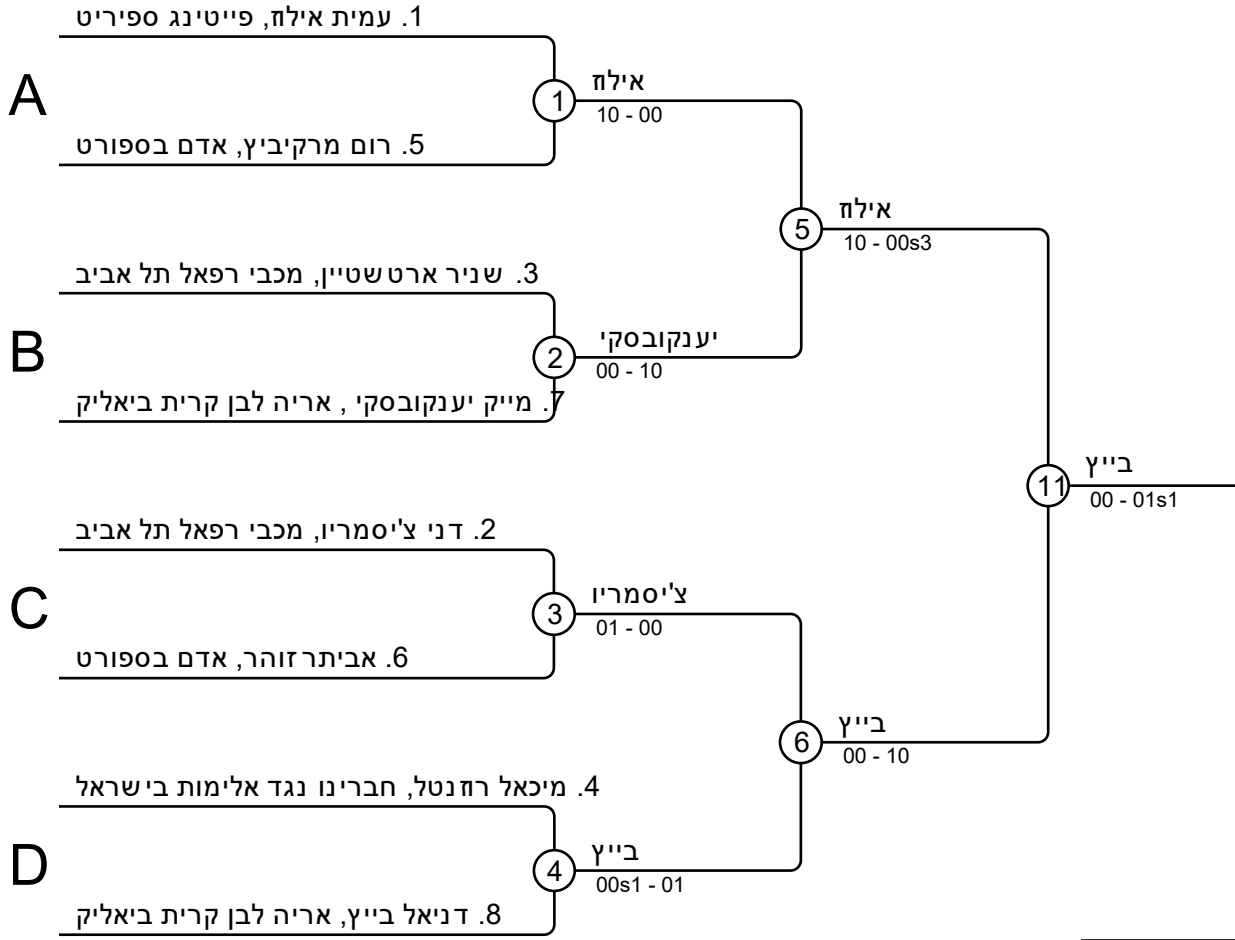 1. עמית אילוז, פייטינג ספיריט
A
1
אילוז
10 - 00
5. רום מרקיביץ, אדם בספורט
5
אילוז
10 - 00s3
3. שניר ארטשטיין, מכבי רפאל תל אביב
B
2
יענקובסקי
00 - 10
7. מייק יענקובסקי , אריה לבן קרית ביאליק
11
בייץ
00 - 01s1
2. דני צ'יסמריו, מכבי רפאל תל אביב
C
3
צ'יסמריו
01 - 00
6. אביתר זוהר, אדם בספורט
6
בייץ
00 - 10
4. מיכאל רוזנטל, חברינו נגד אלימות בישראל
D
4
בייץ
00s1 - 01
8. דניאל בייץ, אריה לבן קרית ביאליק